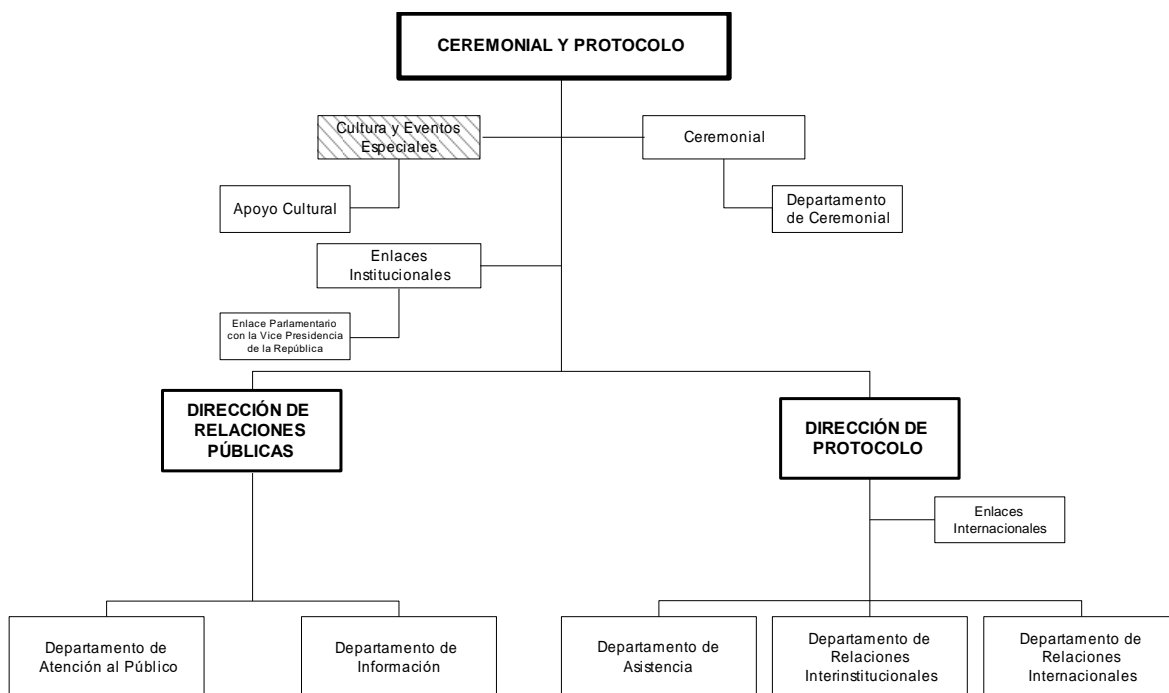 CEREMONIAL Y PROTOCOLO
Cultura y Eventos
Especiales
Ceremonial
Apoyo Cultural
Departamento
de Ceremonial
Enlaces
Institucionales
Enlace Parlamentario
con la Vice Presidencia
de la República
DIRECCIÓN DE
RELACIONES
PÚBLICAS
DIRECCIÓN DE
PROTOCOLO
Enlaces
Internacionales
Departamento de
Atención al Público
Departamento de
Información
Departamento de
Asistencia
Departamento de
Relaciones
Interinstitucionales
Departamento de
Relaciones
Internacionales